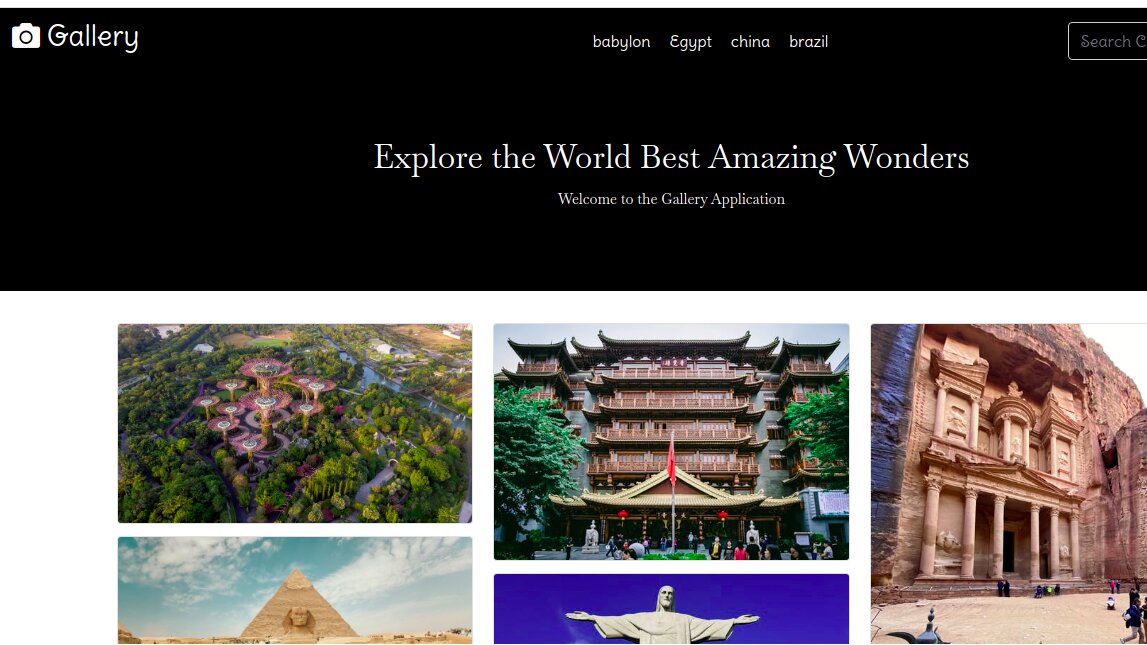 Gallery
babylon Egypt china brazil
Search C
Explore the World Best Amazing Wonders
Welcome to the Gallery Application